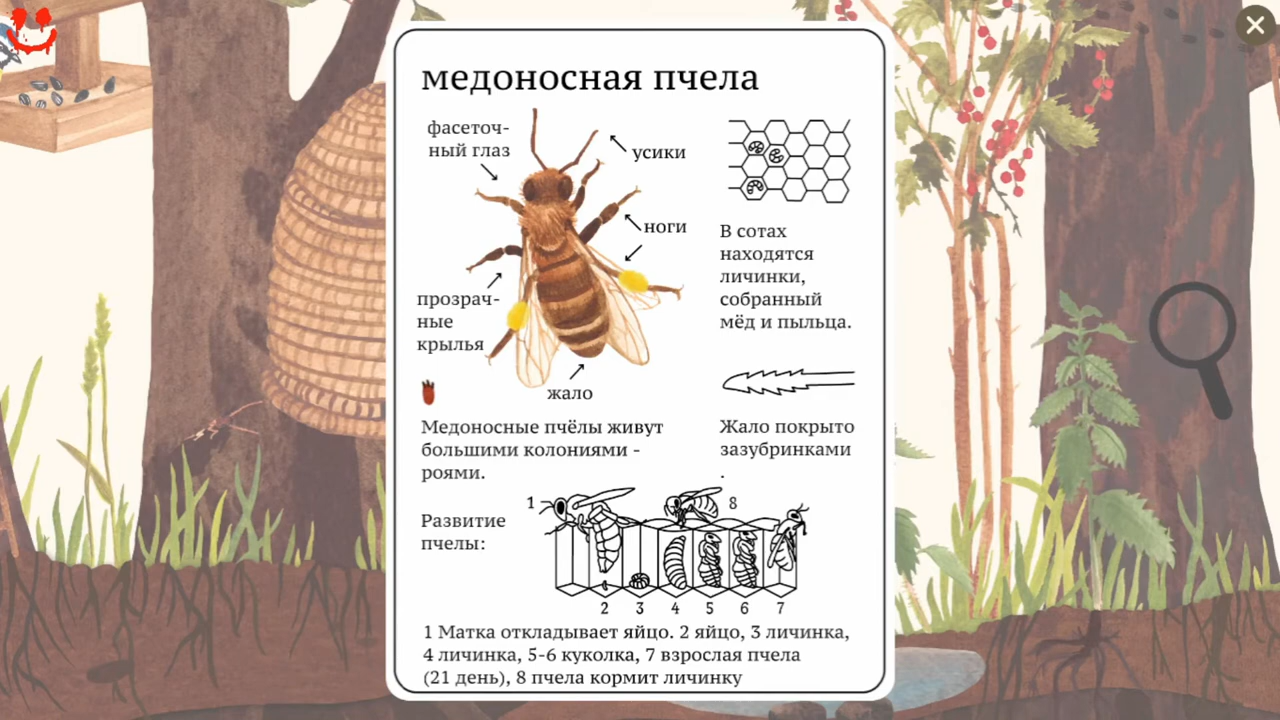 медоносная пчела
фасеточ-
ный глаз
усики
ноги
прозрач-
ные
крылья
жало
В сотах
находятся
личинки,
собранный
мёд и пыльца.
Медоносные пчёлы живут
большими колониями -
роями.
Жало покрыто
зазубринками
.
Развитие
пчелы:
1
8
2 3 4 5 6 7
1 Матка откладывает яйцо. 2 яйцо, 3 личинка,
4 личинка, 5-6 куколка, 7 взрослая пчела
(21 день), 8 пчела кормит личинку